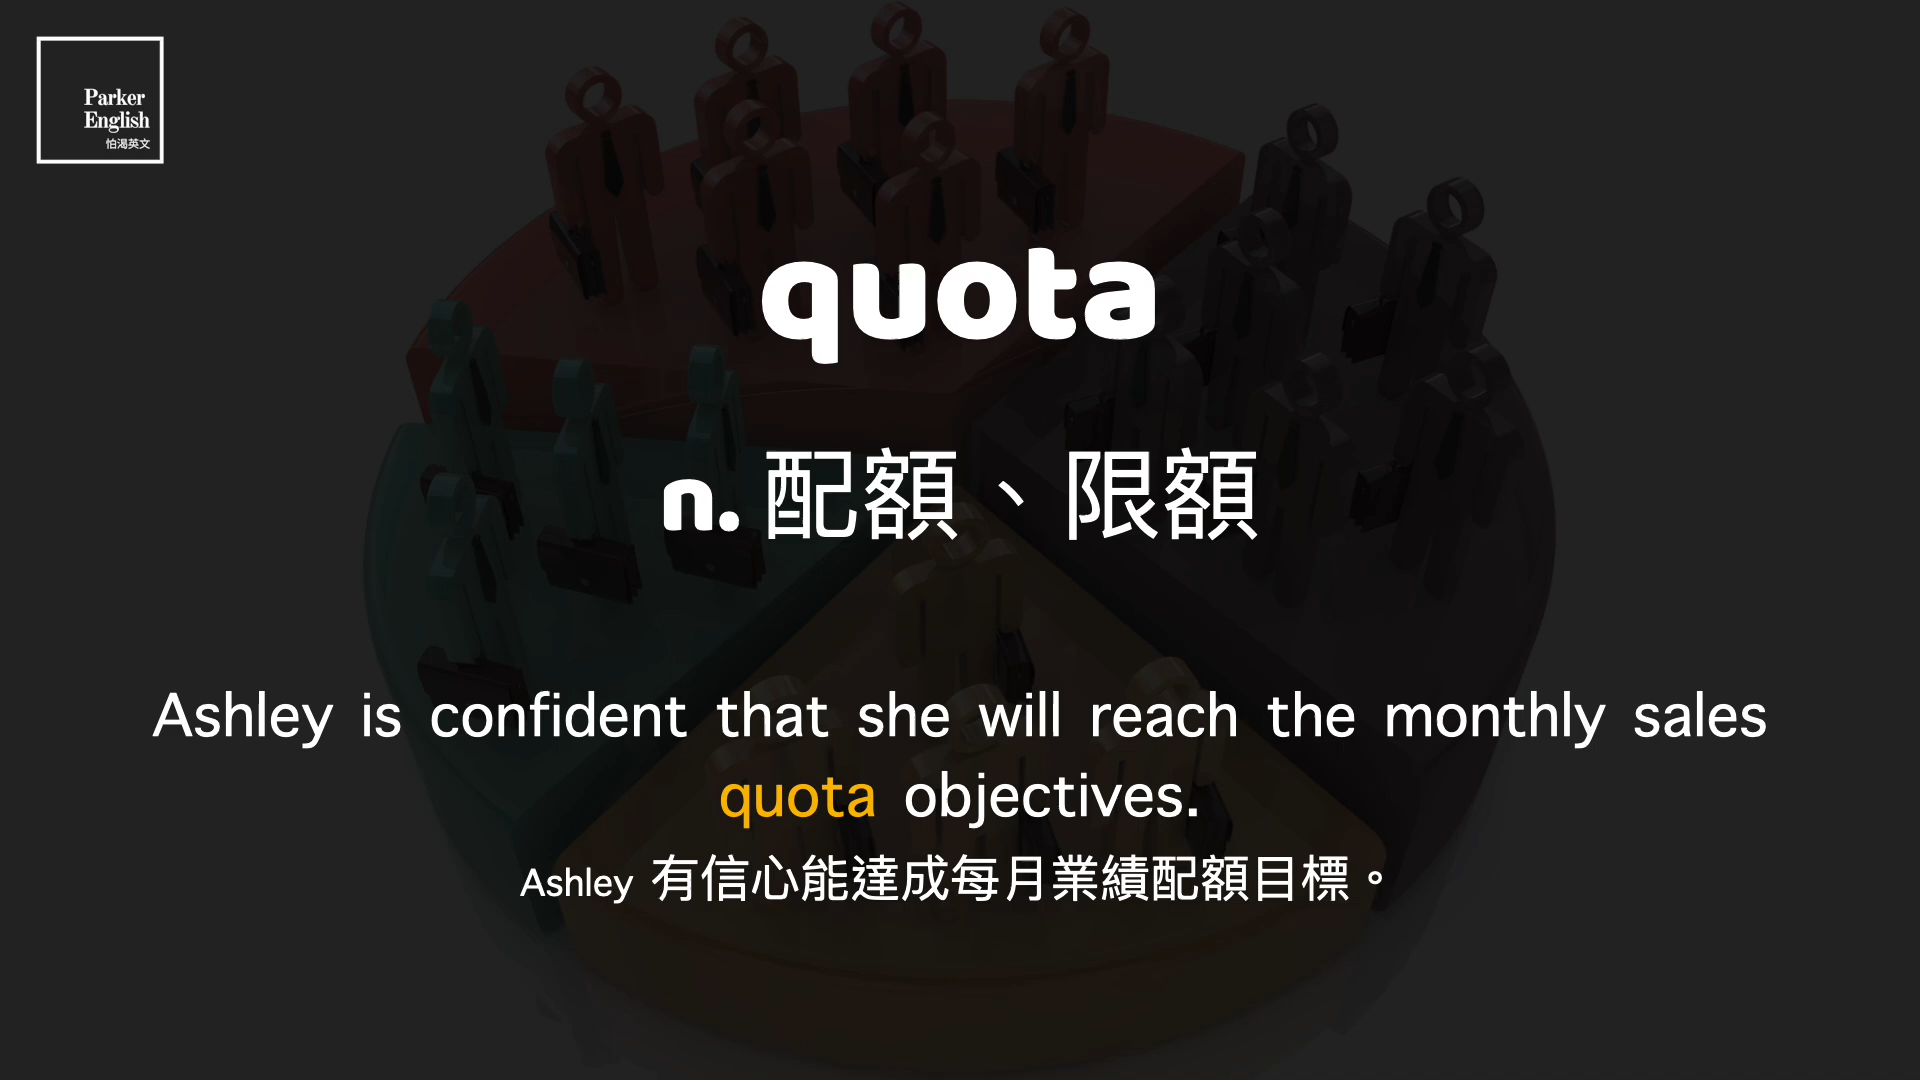 Parker
English
怕渴英文
quota
n. 配額、限額
Ashley is confident that she will reach the monthly sales
quota objectives.
Ashley 有信心能達成每月業績配額目標。